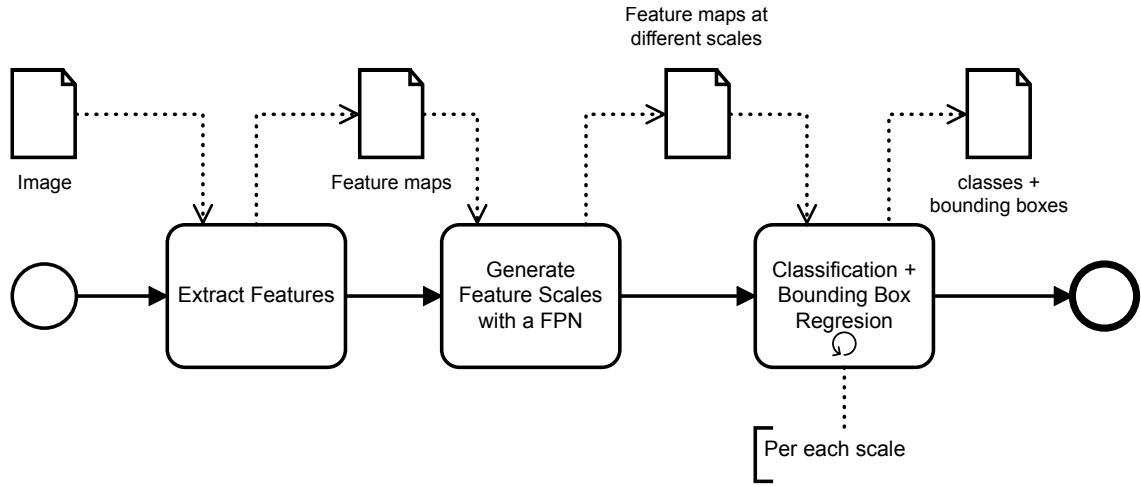 Feature maps at
different scales
Image
Feature maps
classes +
bounding boxes
Extract Features
Generate
Feature Scales
with a FPN
Classification +
Bounding Box
Regresion
Per each scale